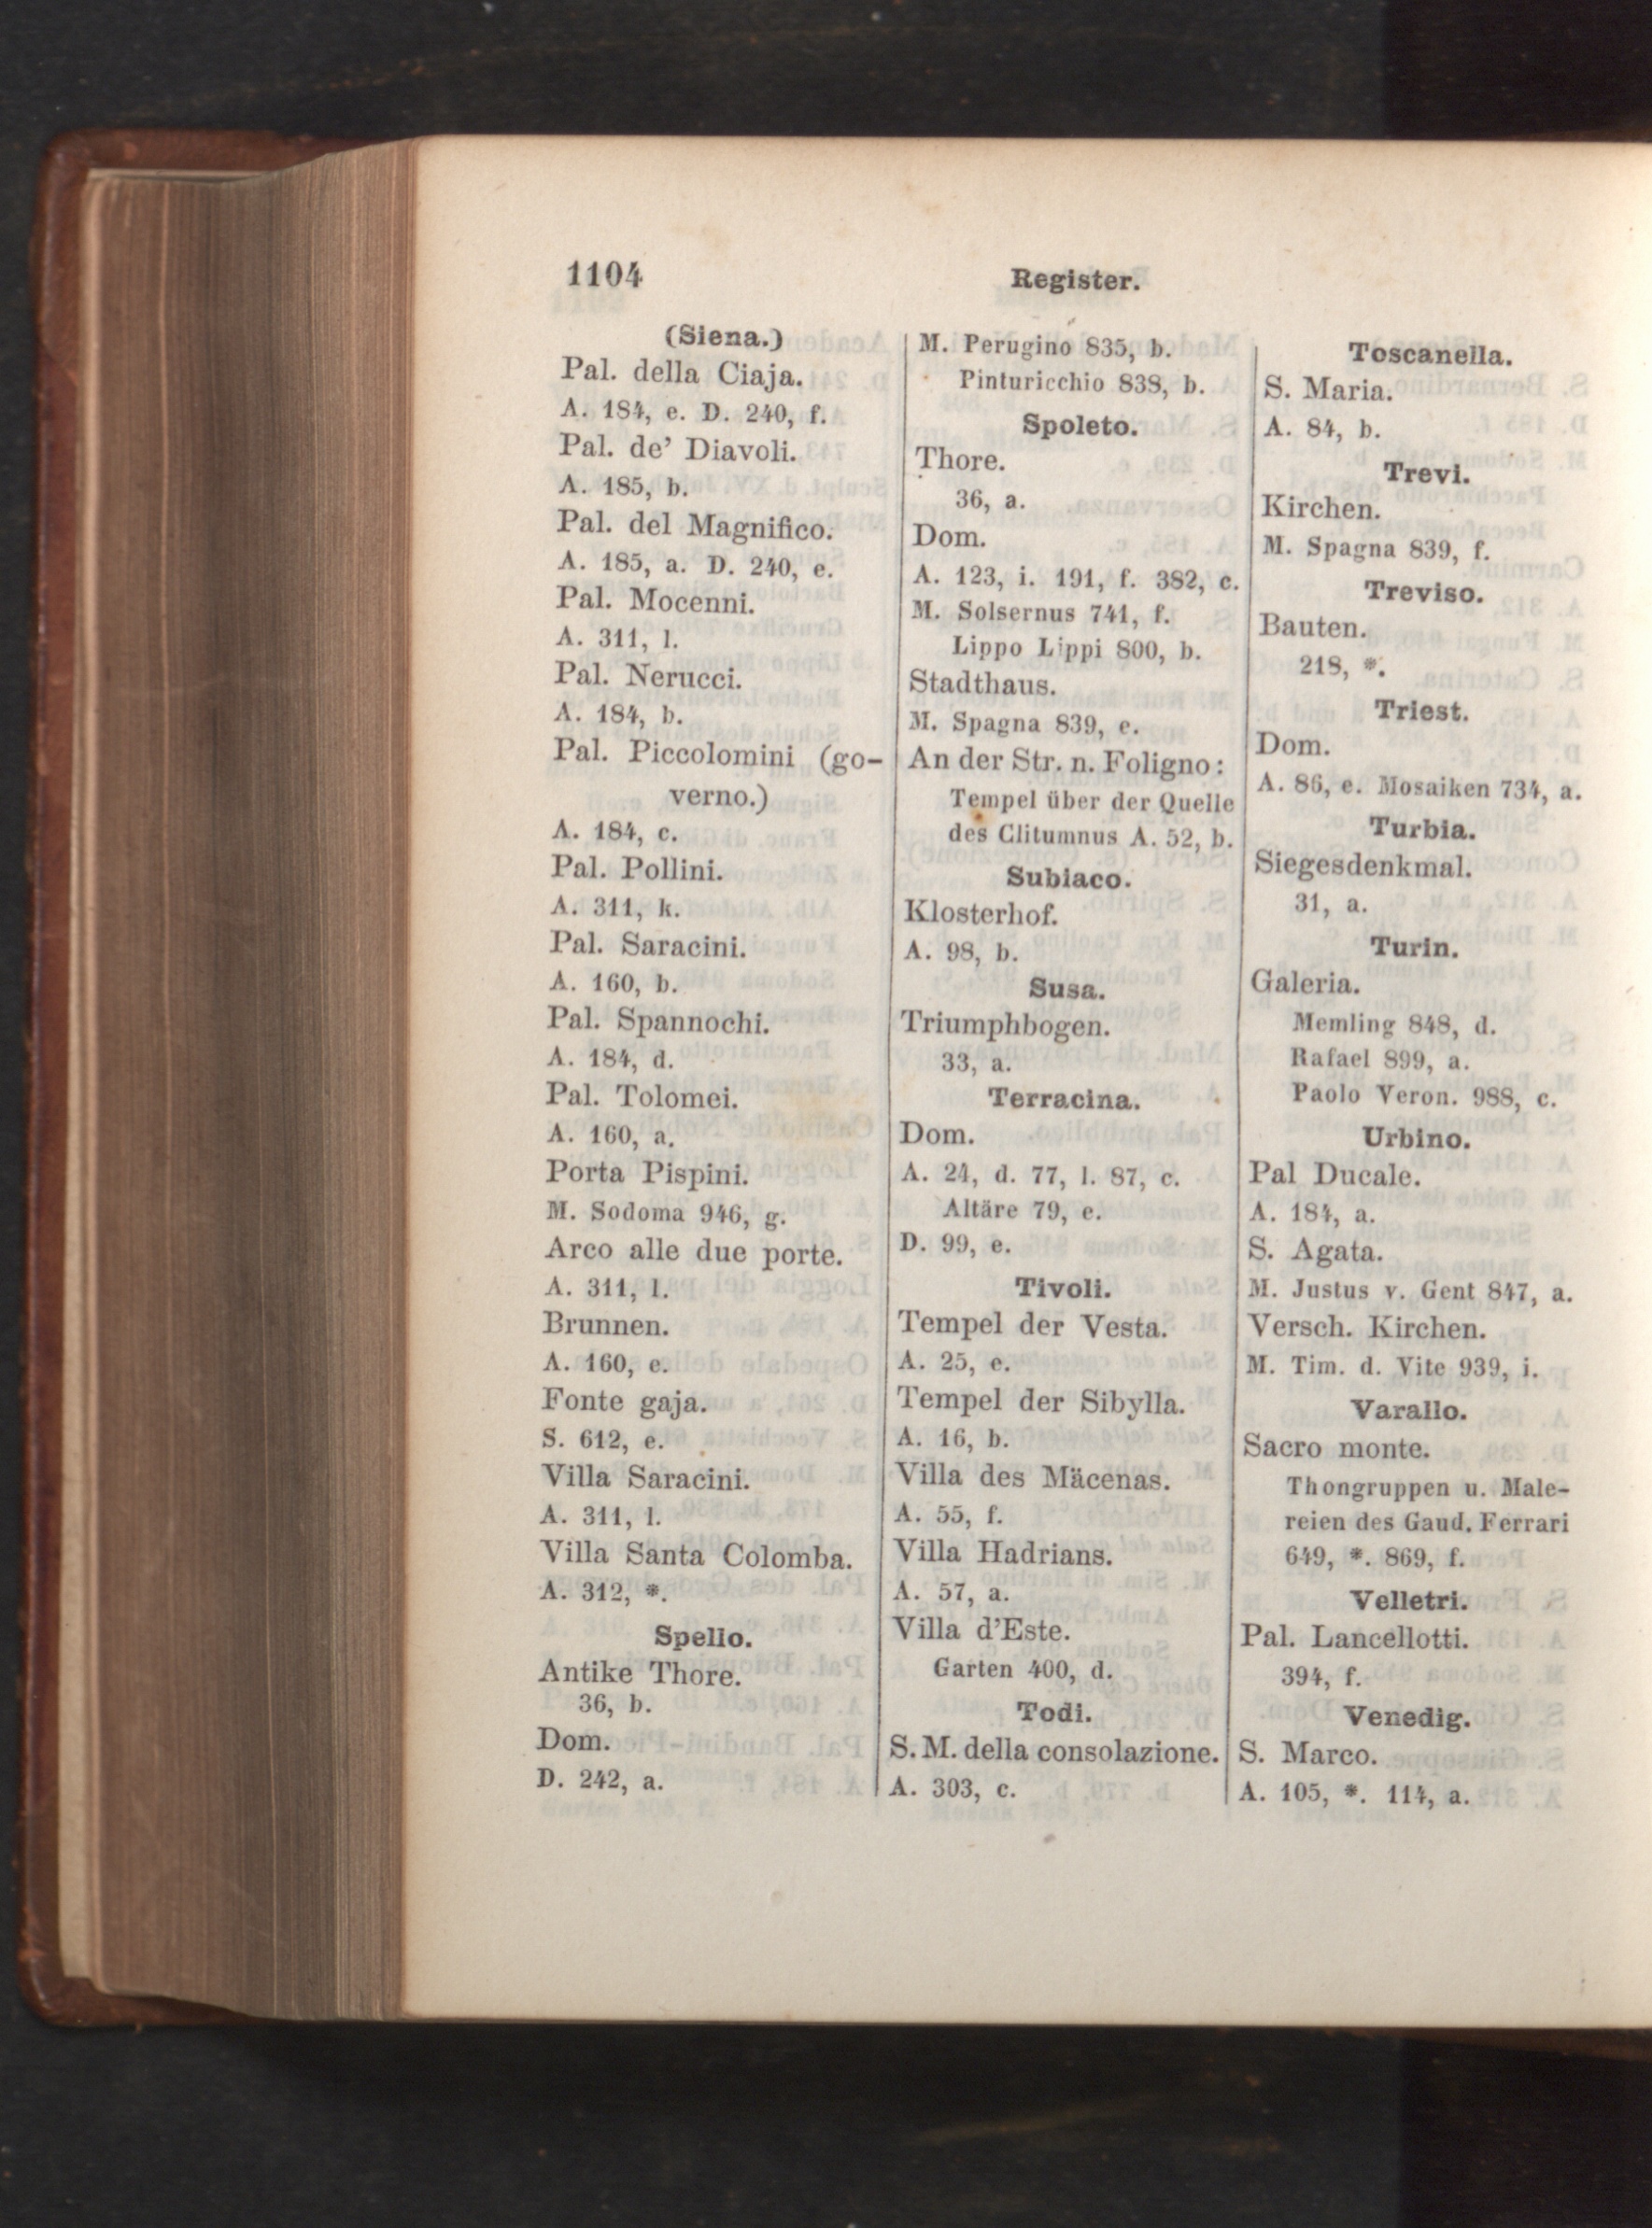 1104
Register.
(Siena.)
Pal. della Ciaja.
A. 184, e. D. 240, f.
Pal. de' Diavoli.
A. 185, b.
Pal. del Magnifico.
A. 185, a. D. 240, e.
Pal. Mocenni.
A. 311, l.
Pal. Nerucci.
A. 184, b.
Pal. Piccolomini (go-
verno.)
A. 184, c.
Pal. Pollini.
A. 311, k.
Pal. Saracini.
A. 160, b.
Pal. Spannochi.
A. 184, d.
Pal. Tolomei.
A. 160, a.
Porta Pispini.
M. Sodoma 946, g.
Arco alle due porte.
A. 311, l.
Brunnen.
A. 160, e.
Fonte gaja.
S. 612, e.
Villa Saracini.
A. 311, l.
Villa Santa Colomba.
A. 312, *.
Spello.
Antike Thore.
36, b.
Dom.
D. 242, a.
M. Perugino 835, b.
Pinturicchio 838, b.
Spoleto.
Thore.
36, a.
Dom.
A. 123, i. 191, f. 382, c.
M. Solsernus 741, f.
Lippo Lippi 800, b.
Stadthaus.
M. Spagna 839, e.
An der Str. n. Foligno:
Tempel über der Quelle
des Clitumnus A. 52, b.
Subiaco.
Klosterhof.
A. 98, b.
Susa.
Triumphbogen.
33, a.
Terracina.
Dom.
A. 24, d. 77, l. 87, c.
Altäre 79, e.
D. 99, e.
Tivoli.
Tempel der Vesta.
A. 25, e.
Tempel der Sibylla.
A. 16, b.
Villa des Mäcenas.
A. 55, f.
Villa Hadrians.
A. 57, a.
Villa d'Este.
Garten 400, d.
Todi.
S. M. della consolazione.
A. 303, c.
Toscanella.
S. Maria.
A. 84, b.
Trevi.
Kirchen.
M. Spagna 839, f.
Treviso.
Bauten.
218, *.
Triest.
Dom.
A. 86, e. Mosaiken 734, a.
Turbia.
Siegesdenkmal.
31, a.
Turin.
Galeria.
Memling 848, d.
Rafael 899, a.
Paolo Veron. 988, c.
Urbino.
Pal Ducale.
A. 184, a.
S. Agata.
M. Justus v. Gent 847, a.
Versch. Kirchen.
M. Tim. d. Vite 939, i.
Varallo.
Sacro monte.
Thongruppen u. Male-
reien des Gaud. Ferrari
649, *. 869, f.
Velletri.
Pal. Lancellotti.
394, f.
Venedig.
S. Marco.
A. 105, *. 114, a.